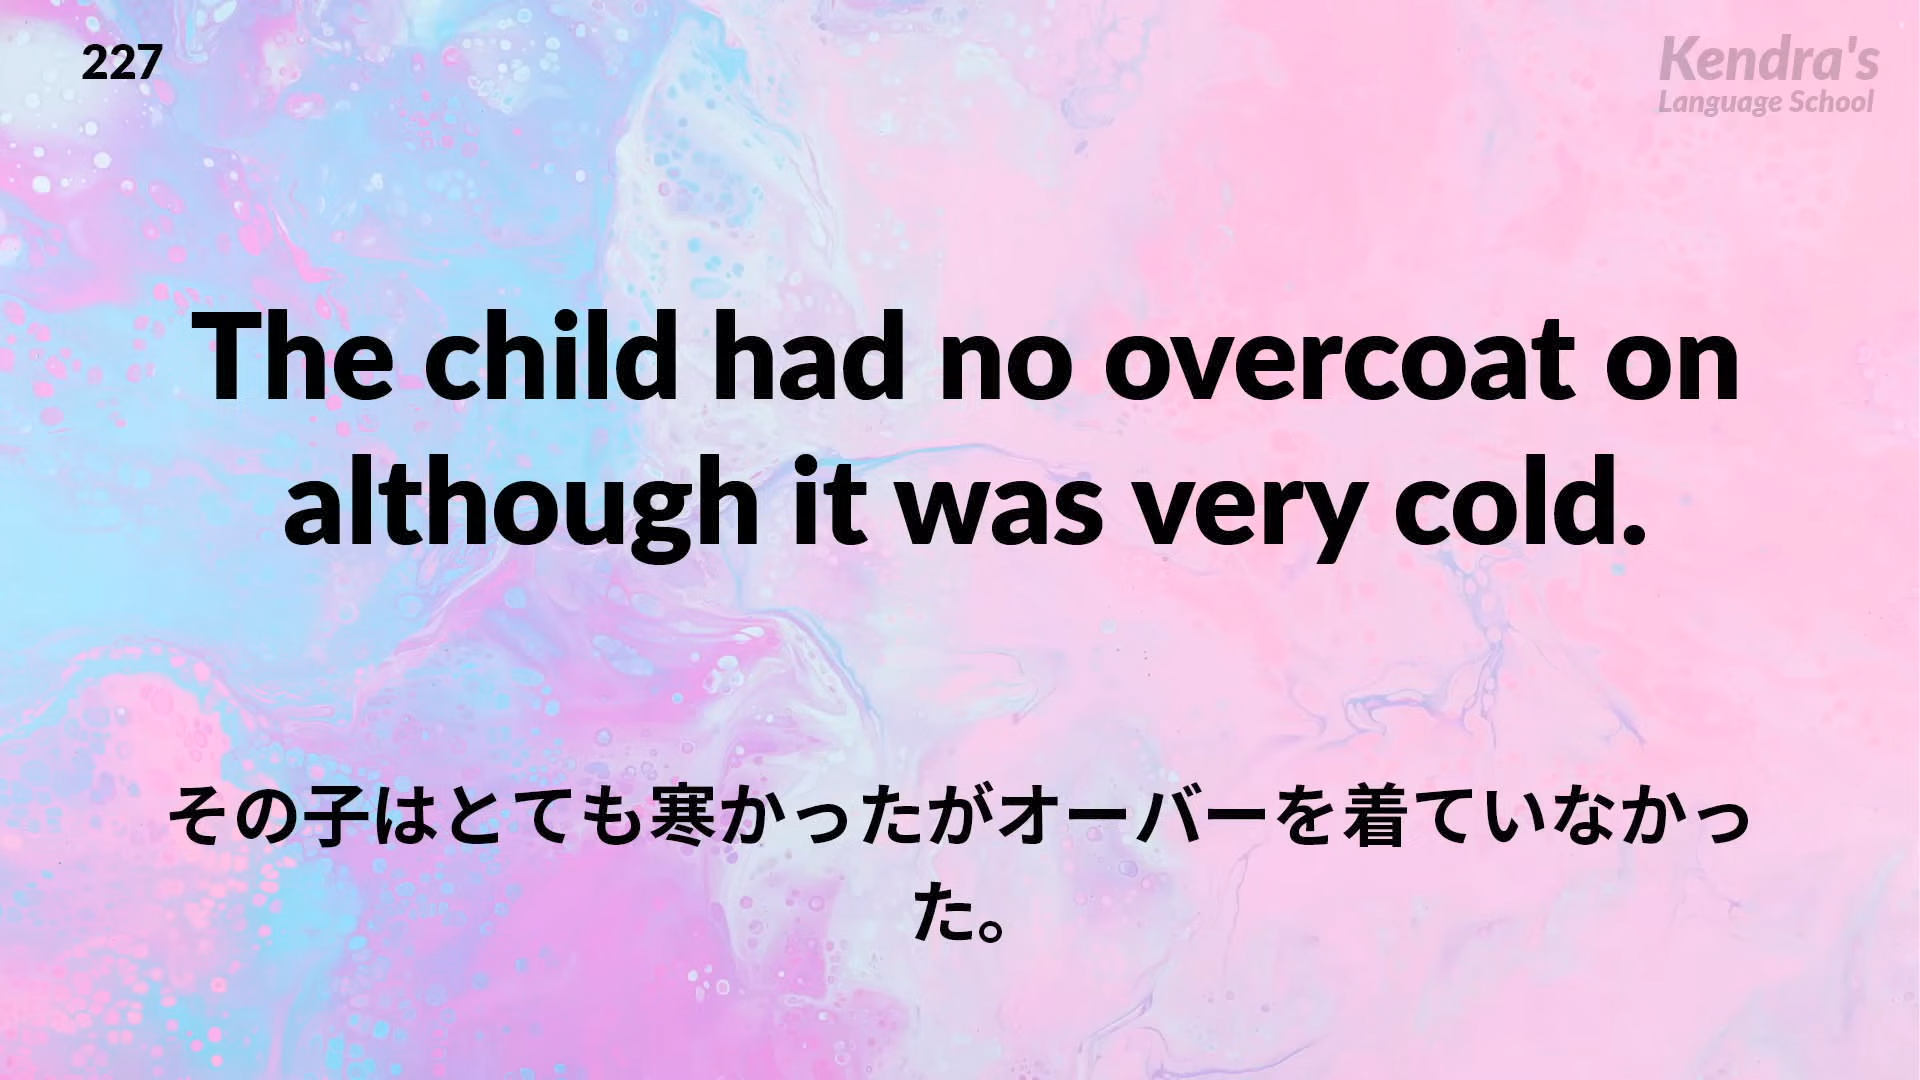 227
Kendra's
Language School
The child had no overcoat on
although it was very cold.
その子はとても寒かったがオーバーを着ていなかっ
た。